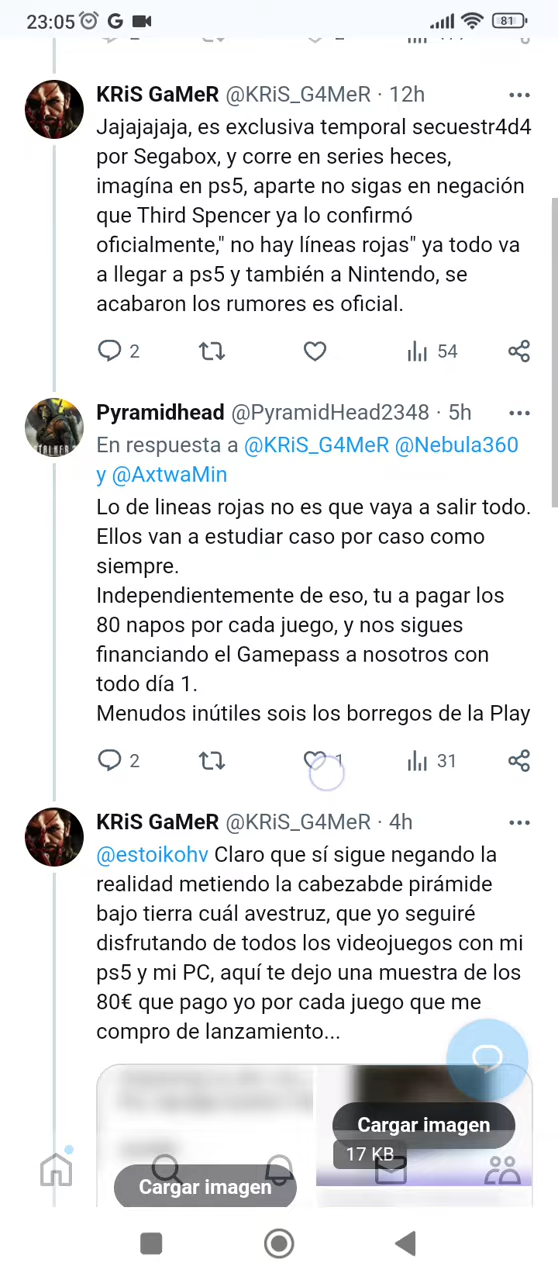 23:05 G 81
KRiS GaMeR @KRiS_G4MeR · 12h
Jajajajaja, es exclusiva temporal secuestr4d4
por Segabox, y corre en series heces,
imagína en ps5, aparte no sigas en negación
que Third Spencer ya lo confirmó
oficialmente," no hay líneas rojas" ya todo va
a llegar a ps5 y también a Nintendo, se
acabaron los rumores es oficial.
2 54
Pyramidhead @PyramidHead2348 · 5h
En respuesta a @KRiS_G4MeR @Nebula360
y @AxtwaMin
Lo de lineas rojas no es que vaya a salir todo.
Ellos van a estudiar caso por caso como
siempre.
Independientemente de eso, tu a pagar los
80 napos por cada juego, y nos sigues
financiando el Gamepass a nosotros con
todo día 1.
Menudos inútiles sois los borregos de la Play
2 1 31
KRiS GaMeR @KRiS_G4MeR · 4h
@estoikohv Claro que sí sigue negando la
realidad metiendo la cabezabde pirámide
bajo tierra cuál avestruz, que yo seguiré
disfrutando de todos los videojuegos con mi
ps5 y mi PC, aquí te dejo una muestra de los
80€ que pago yo por cada juego que me
compro de lanzamiento...
Cargar imagen
17 KB
Cargar imagen